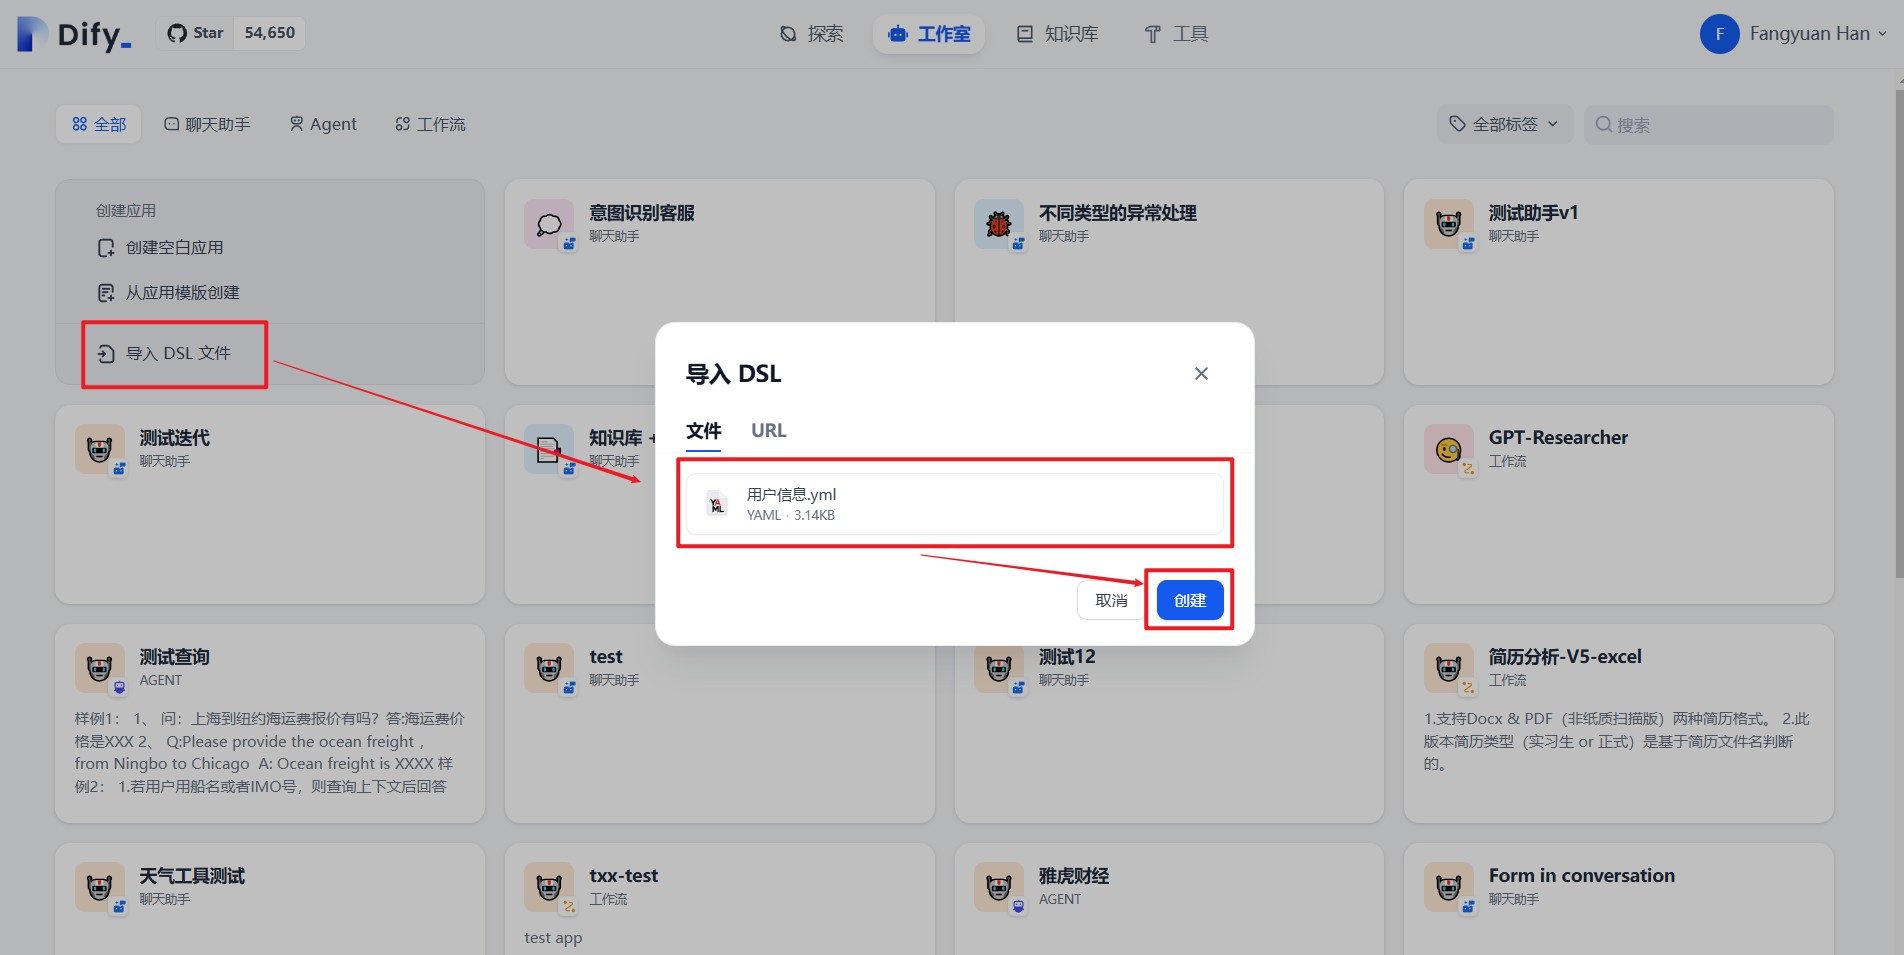 Dify_
Star 54,650
探索
工作室
知识库
工具
F
Fangyuan Han
全部
聊天助手
Agent
工作流
全部标签
搜索
创建应用
创建空白应用
从应用模版创建
导入 DSL 文件
意图识别客服
聊天助手
不同类型的异常处理
聊天助手
测试助手v1
聊天助手
导入 DSL
文件
URL
YAML
用户信息.yml
YAML · 3.14KB
取消
创建
测试迭代
聊天助手
知识库 +
聊天助手
GPT-Researcher
工作流
测试查询
AGENT
样例1： 1、 问：上海到纽约海运费报价有吗？答:海运费价
格是XXX 2、 Q:Please provide the ocean freight ，
from Ningbo to Chicago A: Ocean freight is XXXX 样
例2： 1.若用户用船名或者IMO号，则查询上下文后回答
test
聊天助手
测试12
聊天助手
简历分析-V5-excel
工作流
1.支持Docx & PDF（非纸质扫描版）两种简历格式。 2.此
版本简历类型（实习生 or 正式）是基于简历文件名判断
的。
天气工具测试
聊天助手
txx-test
工作流
test app
雅虎财经
AGENT
Form in conversation
聊天助手